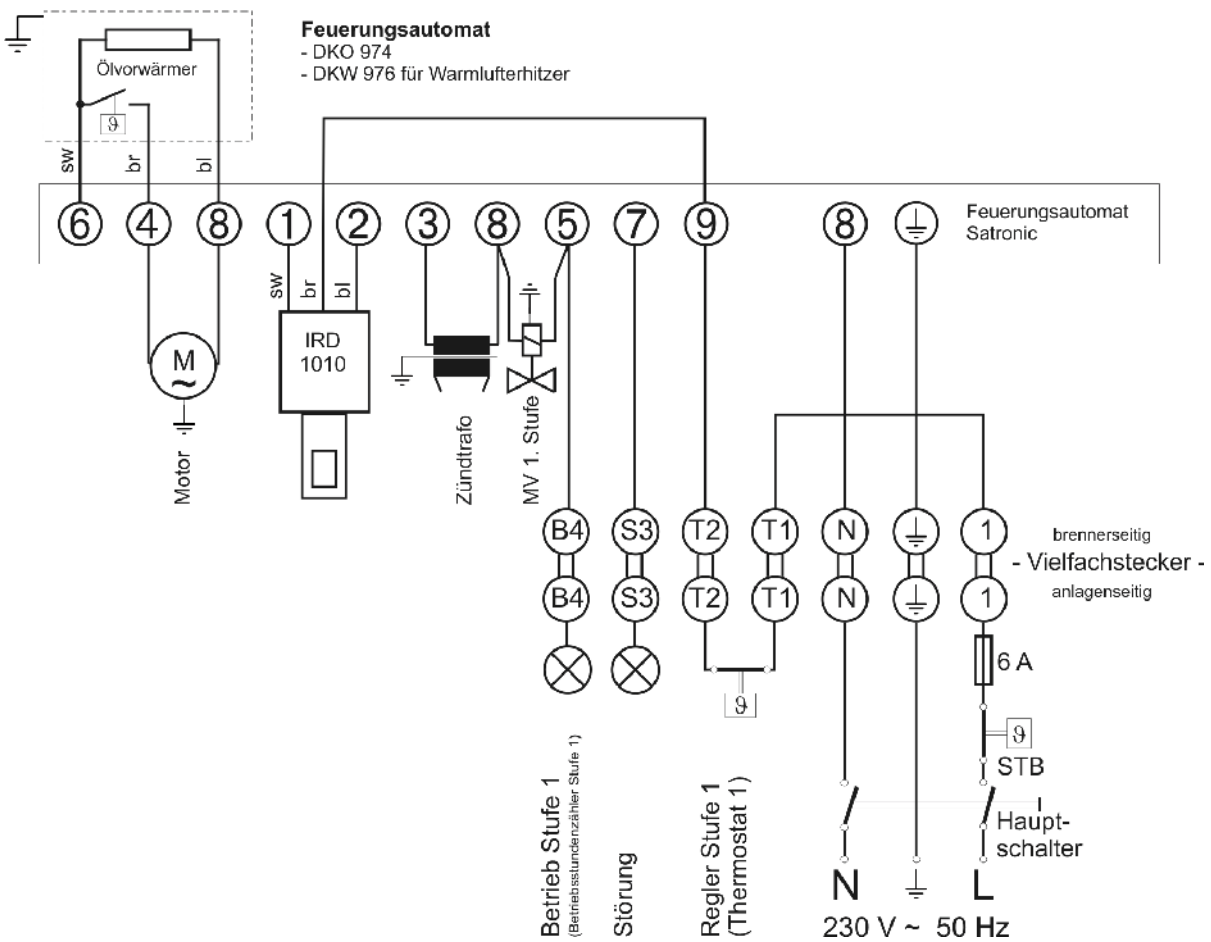 Feuerungsautomat
- DKO 974
- DKW 976 für Warmlufterhitzer
Ölvorwärmer
ϑ
sw
br
bl
6
4
8
1
2
3
8
5
7
9
8
Feuerungsautomat
Satronic
sw
br
bl
IRD
1010
M
~
Motor
Zündtrafo
MV 1. Stufe
B4
S3
T2
T1
N
1
brennerseitig
- Vielfachstecker -
anlagenseitig
B4
S3
T2
T1
N
1
6 A
ϑ
ϑ
STB
Haupt-
schalter
Betrieb Stufe 1
(Betriebsstundenzähler Stufe 1)
Störung
Regler Stufe 1
(Thermostat 1)
N
L
230 V ~ 50 Hz